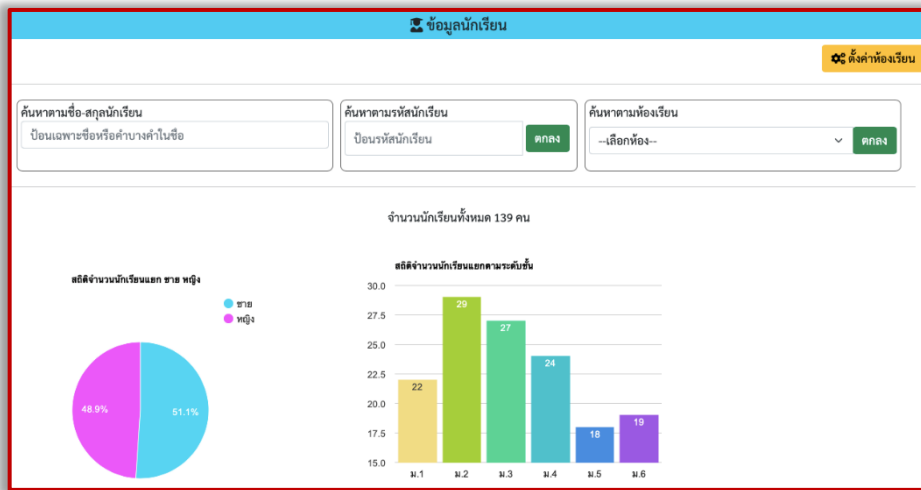 ข้อมูลนักเรียน
ตั้งค่าห้องเรียน
ค้นหาตามชื่อ-สกุลนักเรียน
ป้อนเฉพาะชื่อหรือคำบางคำในชื่อ
ค้นหาตามรหัสนักเรียน
ป้อนรหัสนักเรียน
ตกลง
ค้นหาตามห้องเรียน
--เลือกห้อง--
ตกลง
จำนวนนักเรียนทั้งหมด 139 คน
สถิติจำนวนนักเรียนแยก ชาย หญิง
ชาย
หญิง
48.9%
51.1%
สถิติจำนวนนักเรียนแยกตามระดับชั้น
30.0
27.5
25.0
22.5
20.0
17.5
15.0
22
29
27
24
18
19
ม.1
ม.2
ม.3
ม.4
ม.5
ม.6